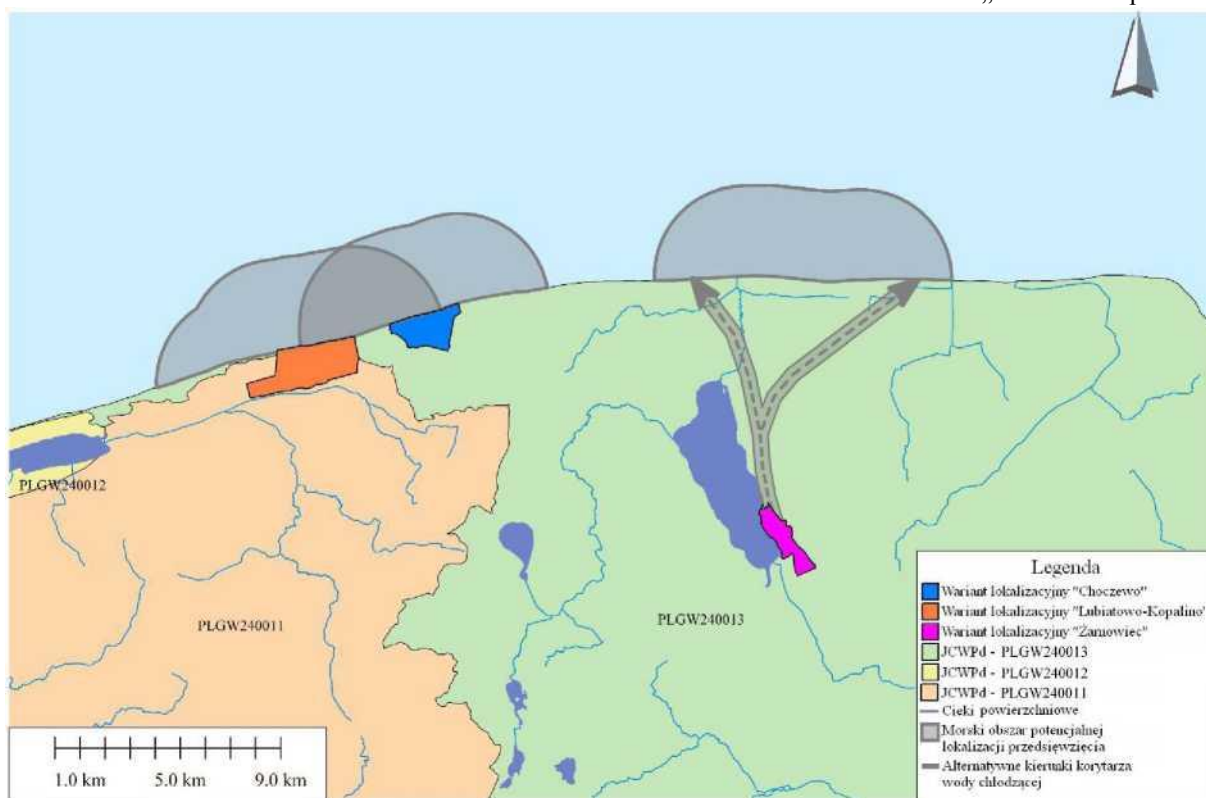 „
PLGW240012
PLGW240011
PLGW240013
1.0 km 5.0 km 9.0 km
Legenda
Wariant lokalizacyjny "Choczewo"
Wariant lokalizacyjny "Lubiatowo-Kopalino"
Wariant lokalizacyjny "Żarnowiec"
JCWPd - PLGW240013
JCWPd - PLGW240012
JCWPd - PLGW240011
Cieki powierzchniowe
Morski obszar potencjalnej
lokalizacji przedsięwzięcia
Alternatywne kierunki korytarza
wody chłodzącej